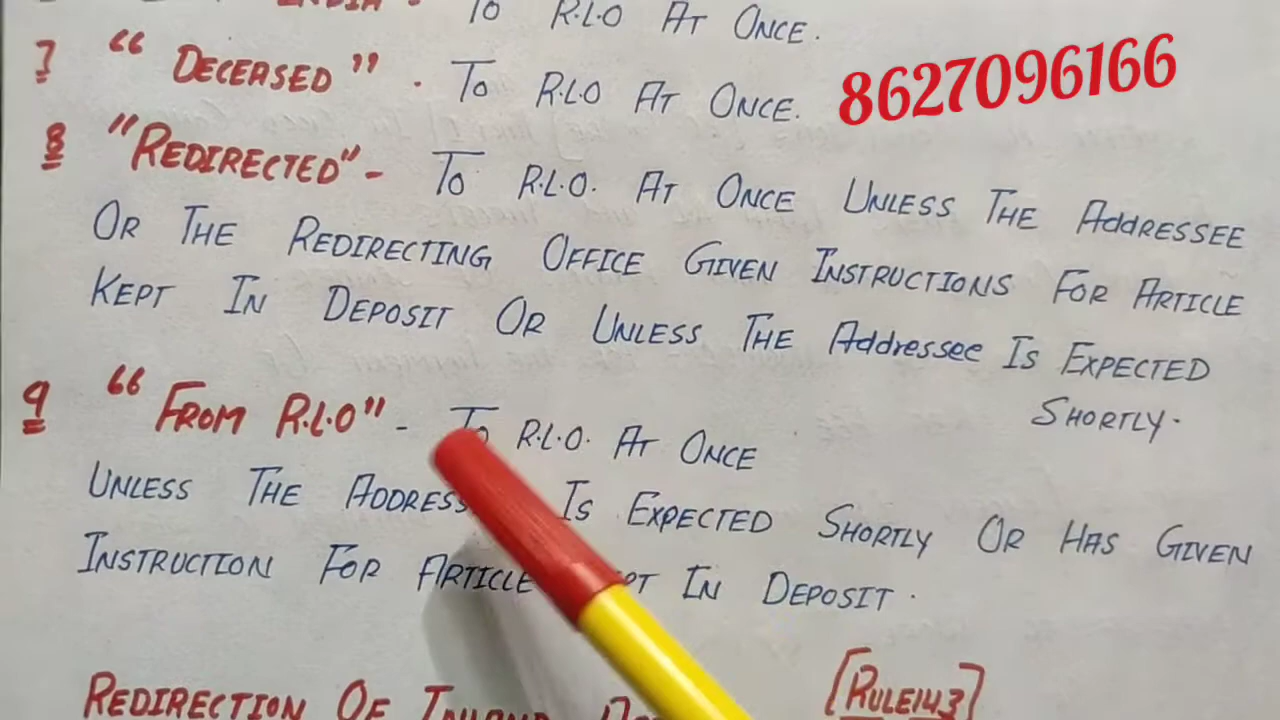 To R.L.O At Once.
7 “ Deceased ” . To R.L.O At Once.
8627096166
8 “Redirected” - To R.L.O. At Once Unless The Addressee
Or The Redirecting Office Given Instructions For Article
Kept In Deposit Or Unless The Addressee Is Expected
Shortly.
9 “ From R.L.O” - To R.L.O. At Once
Unless The Is Expected Shortly Or Has Given
Instruction For Article In Deposit .
Redirection Of [Rule143]